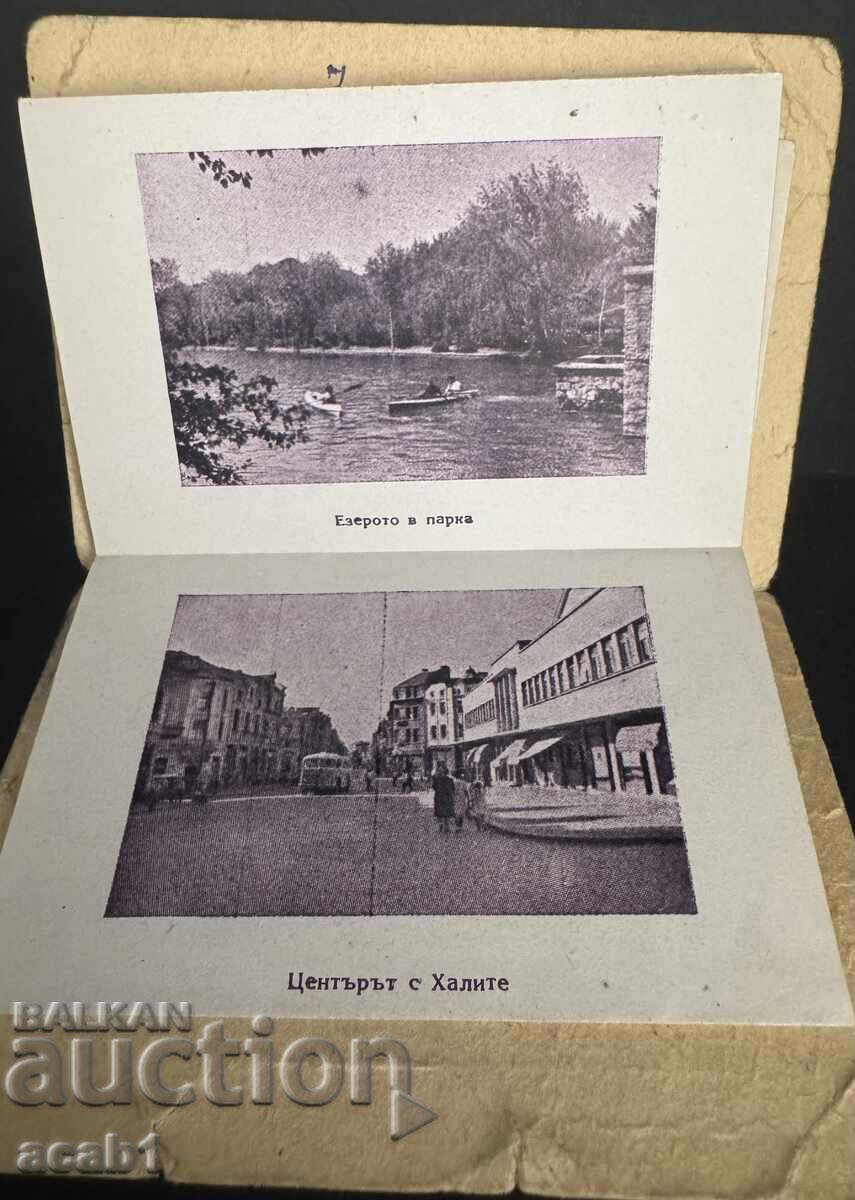 Езерото в парка
Центърът с Халите
BALKAN
auction
acab1